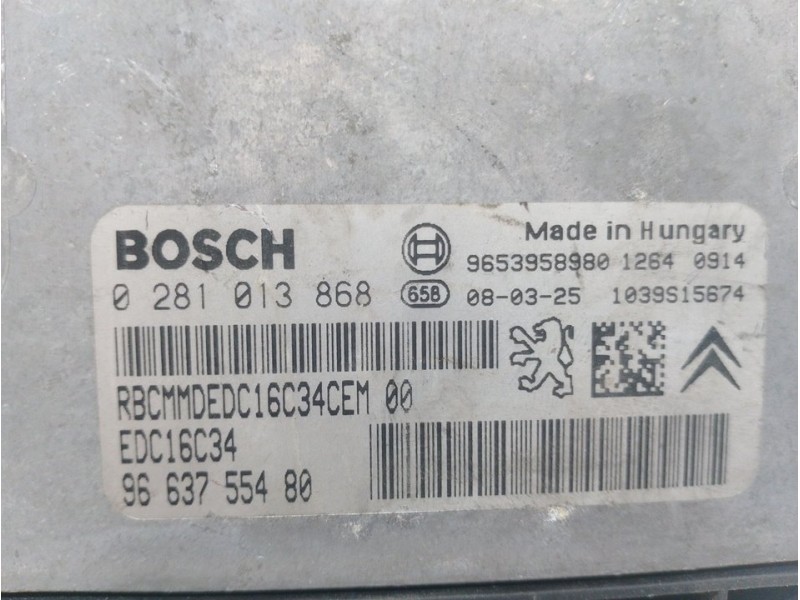 BOSCH
Made in Hungary
9653958980 1264 0914
0 281 013 868
658
08-03-25 1039S15674
RBCMMDEDC16C34CEM 00
EDC16C34
96 637 554 80